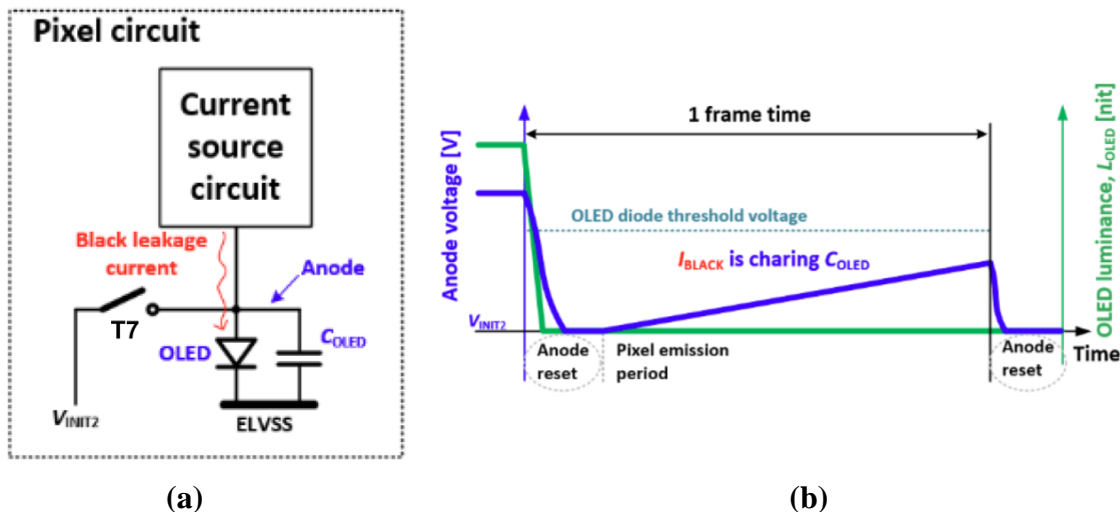 Pixel circuit
Current
source
circuit
Black leakage
current
Anode
T7
OLED
COLED
VINIT2
ELVSS
(a)
1 frame time
Anode voltage [V]
OLED luminance, LOLED [nit]
OLED diode threshold voltage
IBLACK is charing COLED
VINIT2
Anode
reset
Pixel emission
period
Anode
reset
Time
(b)